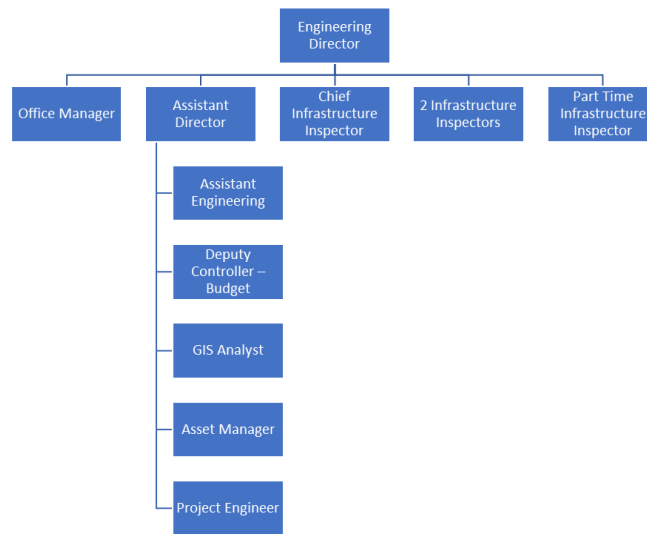 Engineering
Director
Office Manager
Assistant
Director
Chief
Infrastructure
Inspector
2 Infrastructure
Inspectors
Part Time
Infrastructure
Inspector
Assistant
Engineering
Deputy
Controller –
Budget
GIS Analyst
Asset Manager
Project Engineer